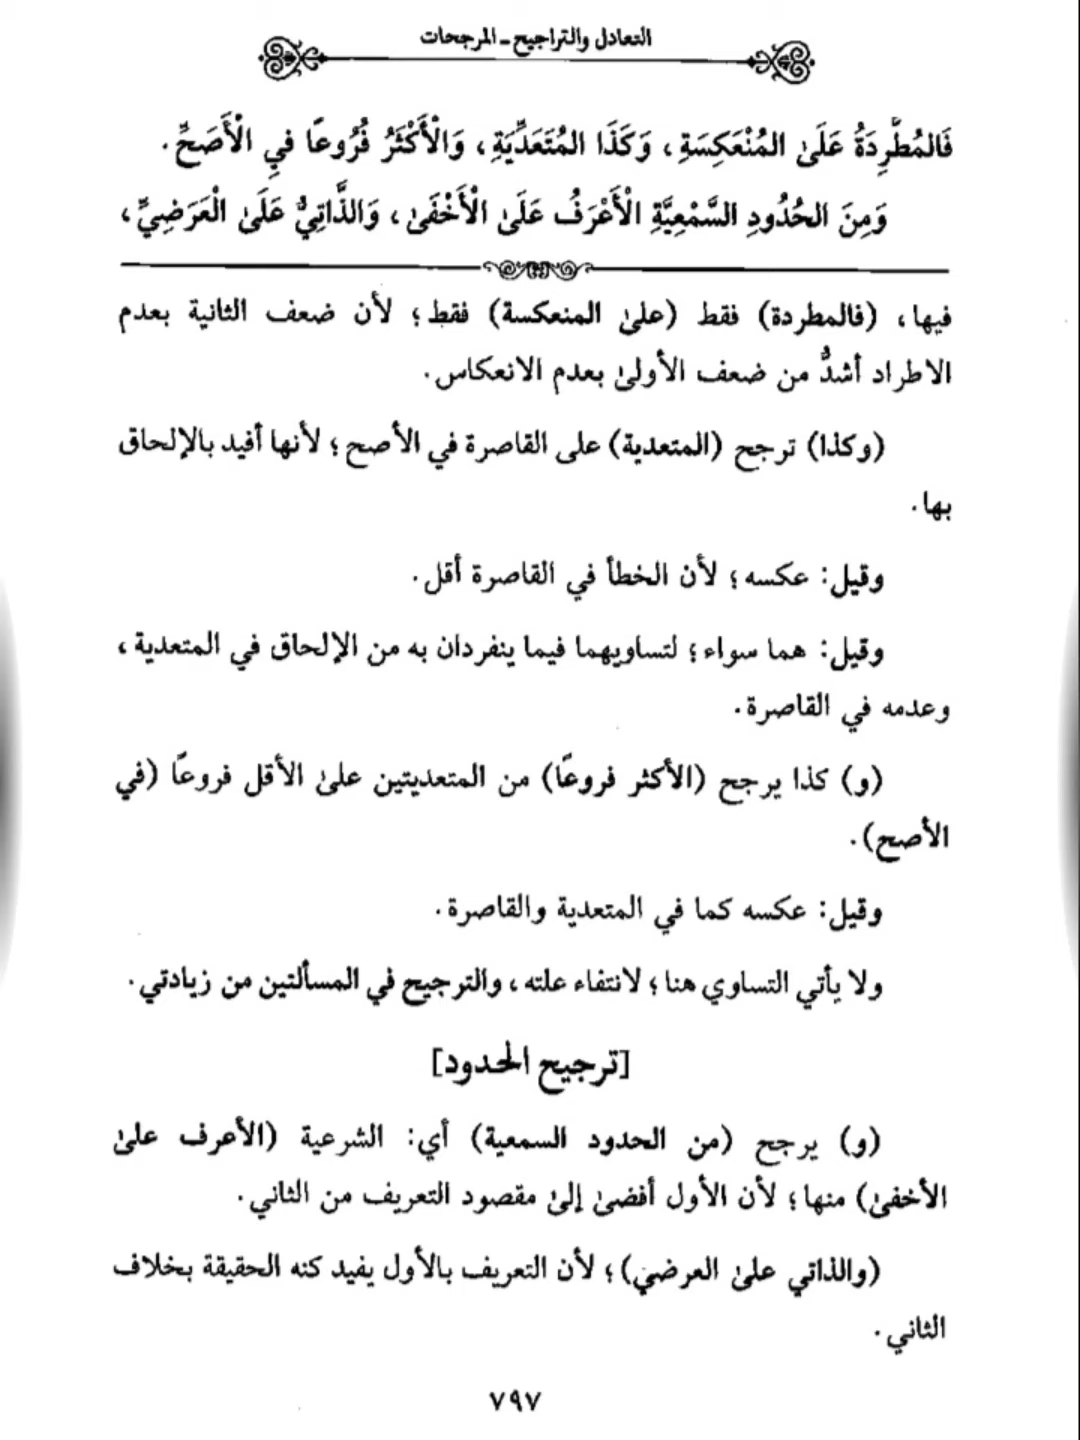 التعادل والتراجيح - المرجحات
فَالمُطَّرِدَةُ عَلَىٰ المُنْعَكِسَةِ، وَكَذَا المُتَعَدِّيَةِ، وَالْأَكْثَرُ فُرُوعًا فِي الْأَصَحِّ.
وَمِنَ الحُدُودِ السَّمْعِيَّةِ الْأَعْرَفُ عَلَىٰ الْأَخْفَىٰ، وَالذَّاتِيُّ عَلَىٰ الْعَرَضِيِّ،
فيها، (فالمطردة) فقط (علىٰ المنعكسة) فقط؛ لأن ضعف الثانية بعدم
الاطراد أشدُّ من ضعف الأولىٰ بعدم الانعكاس.
(وكذا) ترجح (المتعدية) على القاصرة في الأصح؛ لأنها أفيد بالإلحاق
بها.
وقيل: عكسه؛ لأن الخطأ في القاصرة أقل.
وقيل: هما سواء؛ لتساويهما فيما ينفردان به من الإلحاق في المتعدية،
وعدمه في القاصرة.
(و) كذا يرجح (الأكثر فروعًا) من المتعديتين علىٰ الأقل فروعًا (في
الأصح).
وقيل: عكسه كما في المتعدية والقاصرة.
ولا يأتي التساوي هنا؛ لانتفاء علته، والترجيح في المسألتين من زيادتي.
[ترجيح الحدود]
(و) يرجح (من الحدود السمعية) أي: الشرعية (الأعرف علىٰ
الأخفىٰ) منها؛ لأن الأول أفضىٰ إلىٰ مقصود التعريف من الثاني.
(والذاتي علىٰ العرضي)؛ لأن التعريف بالأول يفيد كنه الحقيقة بخلاف
الثاني.
٧٩٧